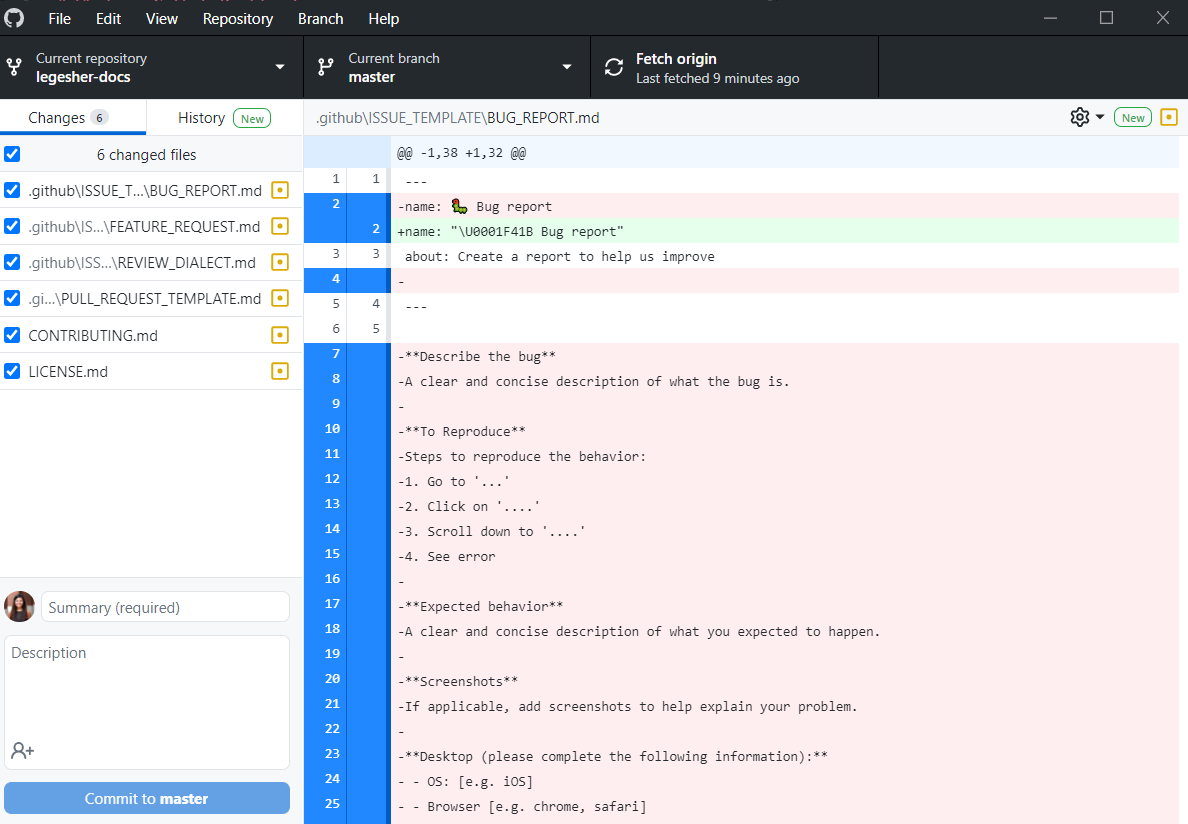 File Edit View Repository Branch Help
Current repository
legesher-docs
Current branch
master
Fetch origin
Last fetched 9 minutes ago
Changes 6
History New
.github\ISSUE_TEMPLATE\BUG_REPORT.md
New
6 changed files
.github\ISSUE_T...\BUG_REPORT.md
.github\IS...\FEATURE_REQUEST.md
.github\ISS...\REVIEW_DIALECT.md
.gi...\PULL_REQUEST_TEMPLATE.md
CONTRIBUTING.md
LICENSE.md
Summary (required)
Description
Commit to master
@@ -1,38 +1,32 @@
1 1 ---
2 -name: 🐛 Bug report
2 +name: "\U0001F41B Bug report"
3 3 about: Create a report to help us improve
4 -
5 4 ---
6 5
7 -**Describe the bug**
8 -A clear and concise description of what the bug is.
9 -
10 -**To Reproduce**
11 -Steps to reproduce the behavior:
12 -1. Go to '...'
13 -2. Click on '....'
14 -3. Scroll down to '....'
15 -4. See error
16 -
17 -**Expected behavior**
18 -A clear and concise description of what you expected to happen.
19 -
20 -**Screenshots**
21 -If applicable, add screenshots to help explain your problem.
22 -
23 -**Desktop (please complete the following information):**
24 - - OS: [e.g. iOS]
25 - - Browser [e.g. chrome, safari]